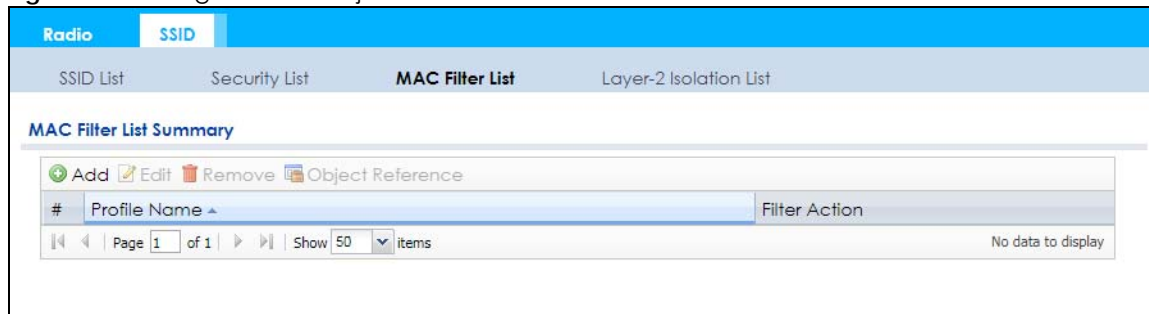 Radio SSID
SSID List Security List MAC Filter List Layer-2 Isolation List
MAC Filter List Summary
Add Edit Remove Object Reference
# Profile Name Filter Action
Page 1 of 1 Show 50 items No data to display